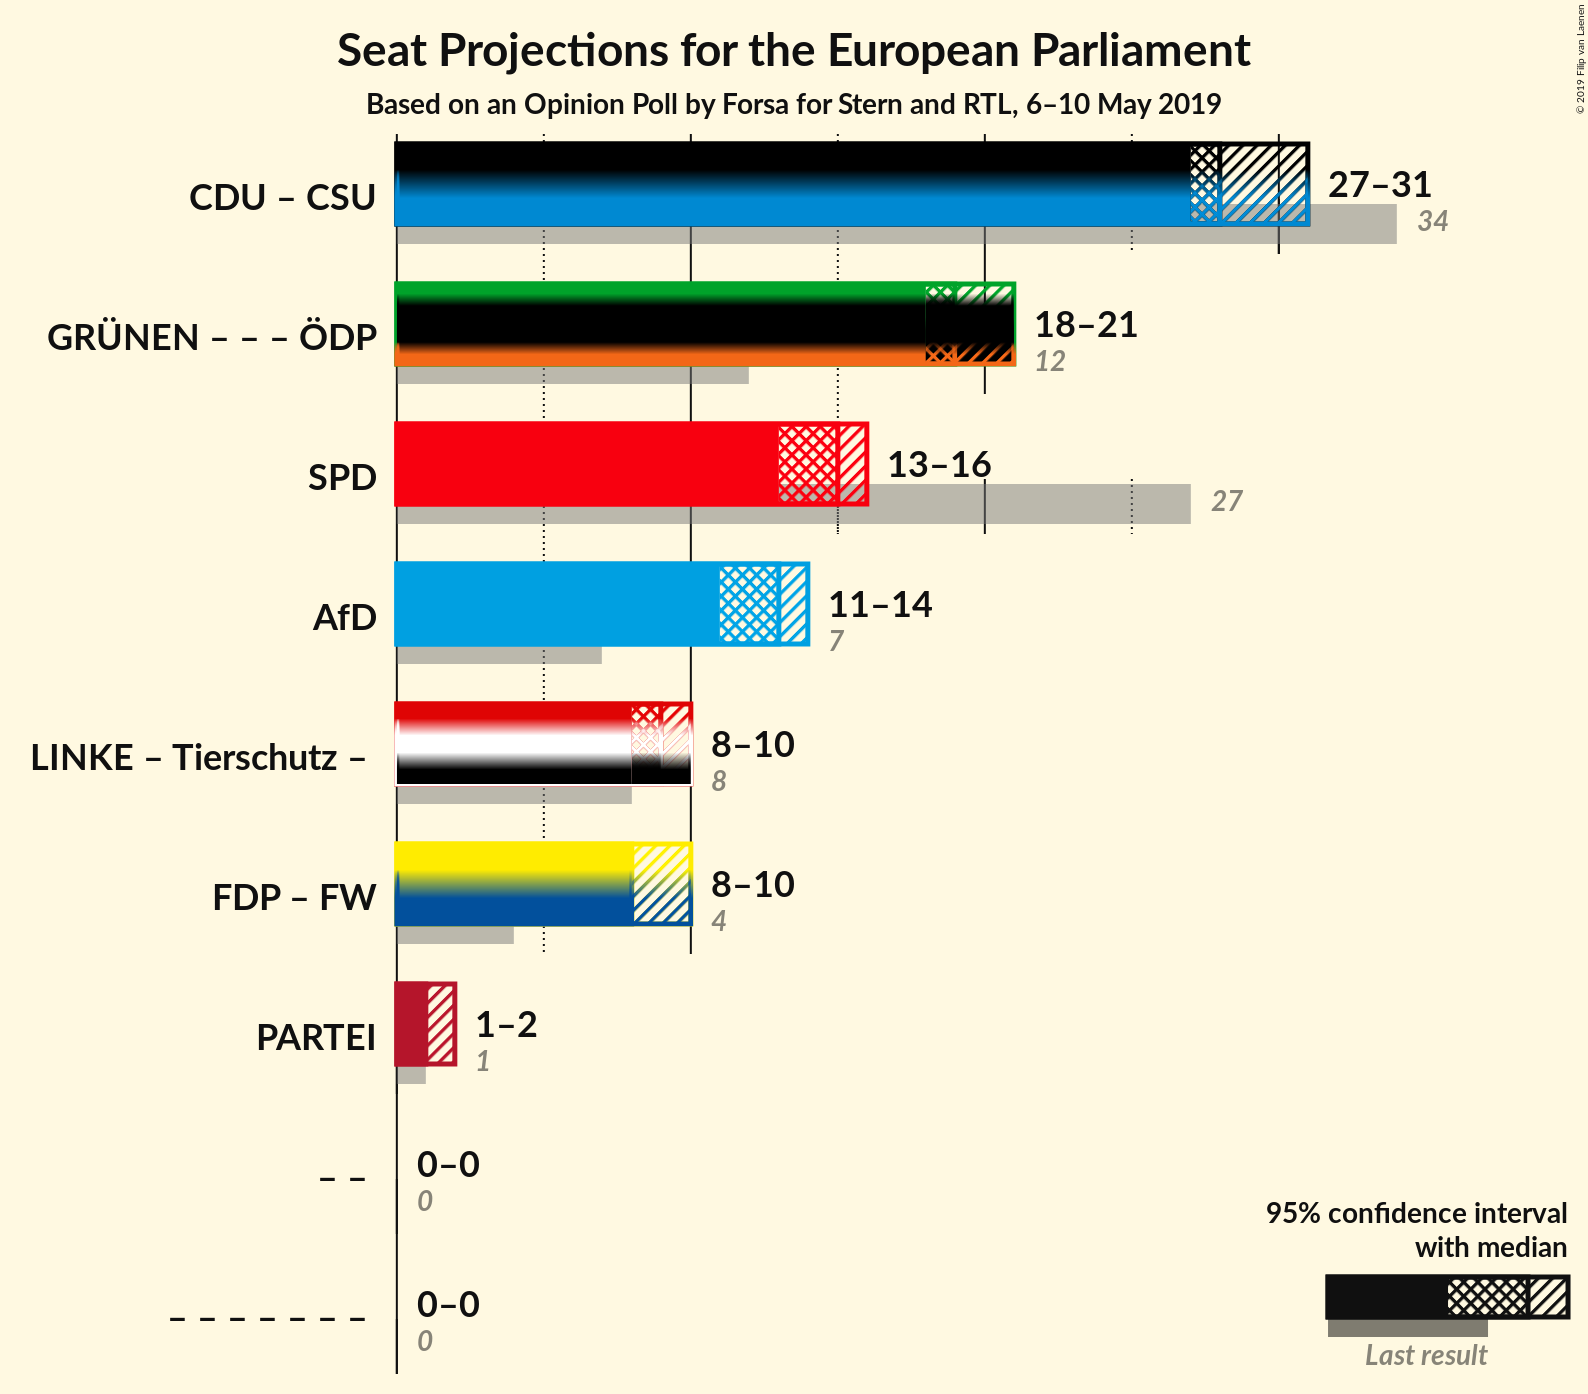 Seat Projections for the European Parliament
Based on an Opinion Poll by Forsa for Stern and RTL, 6–10 May 2019
© 2019 Filip van Laenen
CDU – CSU
27–31
34
GRÜNEN – – – ÖDP
18–21
12
SPD
13–16
27
AfD
11–14
7
LINKE – Tierschutz –
8–10
8
FDP – FW
8–10
4
PARTEI
1–2
1
– –
0–0
0
– – – – – – –
0–0
0
95% confidence interval
with median
Last result